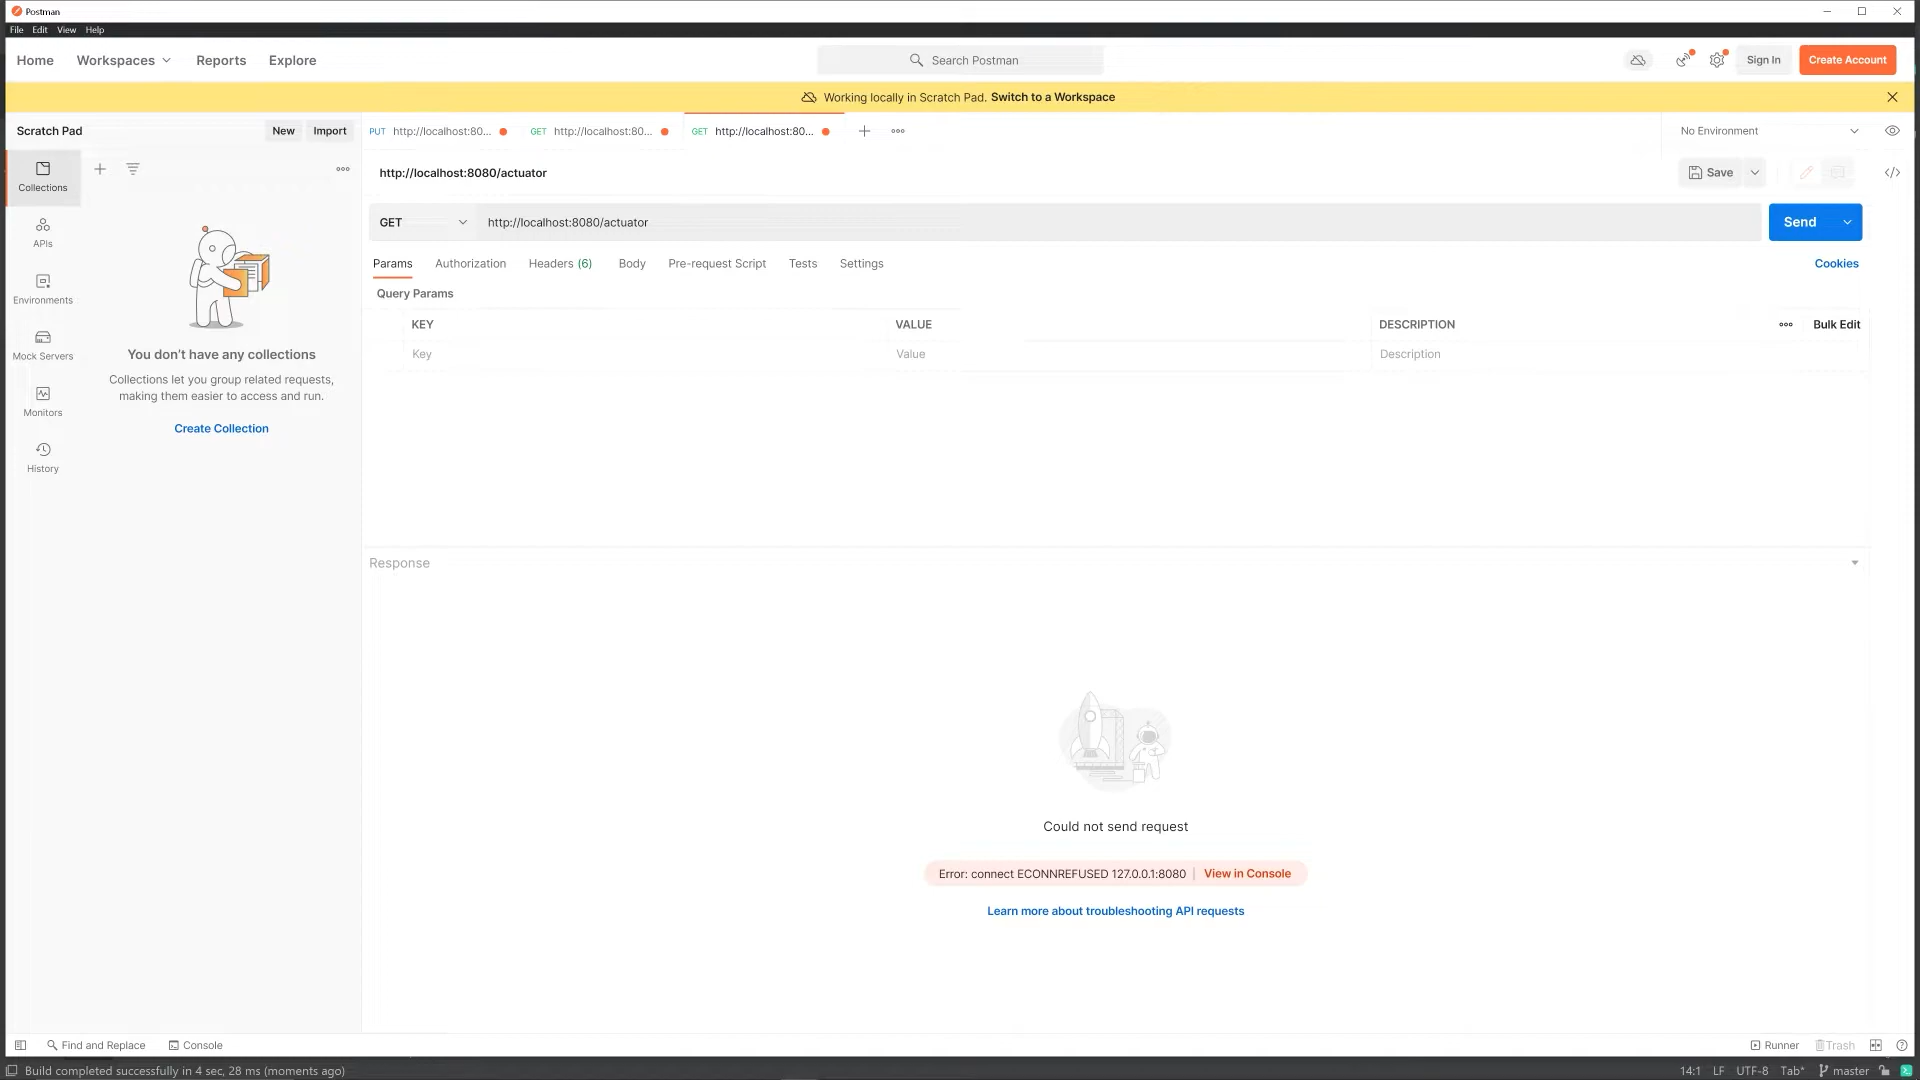 Postman
File Edit View Help
Home Workspaces Reports Explore Search Postman Sign In Create Account
Working locally in Scratch Pad. Switch to a Workspace
Scratch Pad New Import PUT http://localhost:80... GET http://localhost:80... GET http://localhost:80... No Environment
http://localhost:8080/actuator Save
Collections
GET http://localhost:8080/actuator Send
APIs
Params Authorization Headers (6) Body Pre-request Script Tests Settings Cookies
Query Params
Environments
KEY VALUE DESCRIPTION Bulk Edit
Key Value Description
Mock Servers
You don't have any collections
Collections let you group related requests,
making them easier to access and run.
Monitors
Create Collection
History
Response
Could not send request
Error: connect ECONNREFUSED 127.0.0.1:8080 | View in Console
Learn more about troubleshooting API requests
Find and Replace Console Runner Trash
Build completed successfully in 4 sec, 28 ms (moments ago) 14:1 LF UTF-8 Tab* master